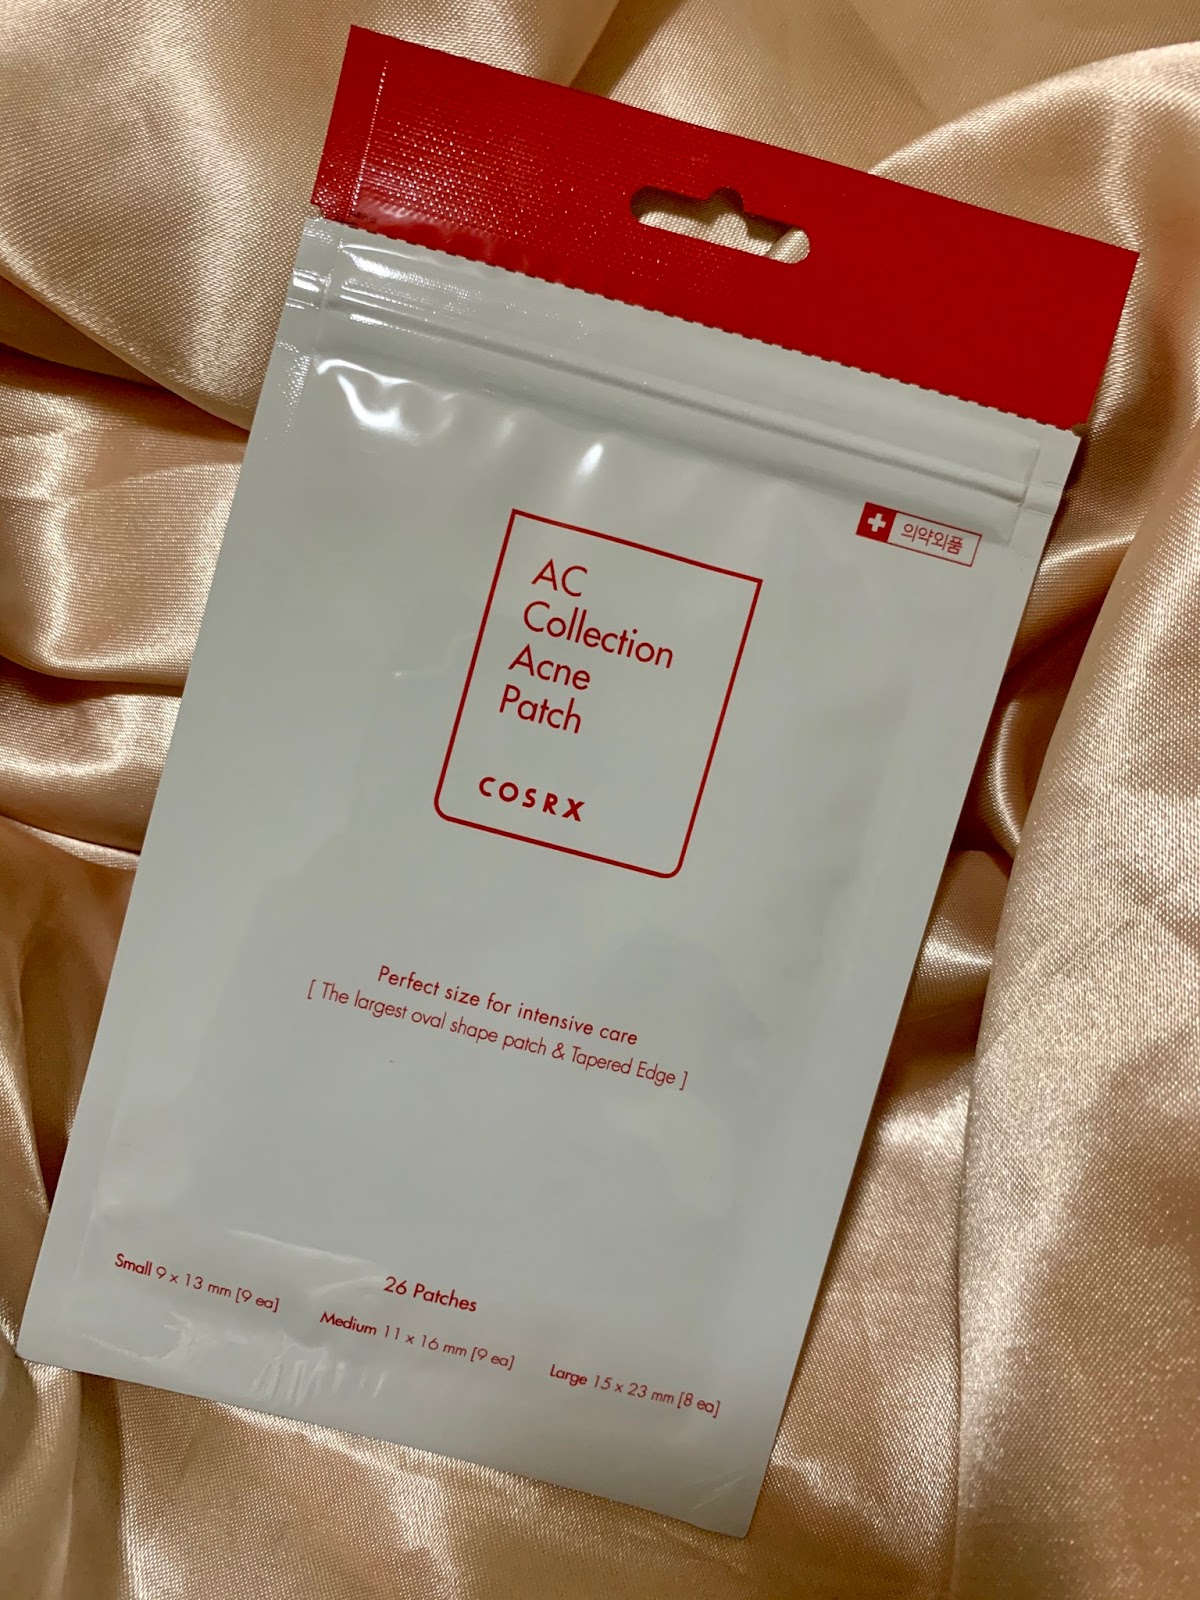 의약외품
AC
Collection
Acne
Patch
COSRX
Perfect size for intensive care
[ The largest oval shape patch & Tapered Edge ]
26 Patches
Small 9 x 13 mm [9 ea]
Medium 11 x 16 mm [9 ea]
Large 15 x 23 mm [8 ea]